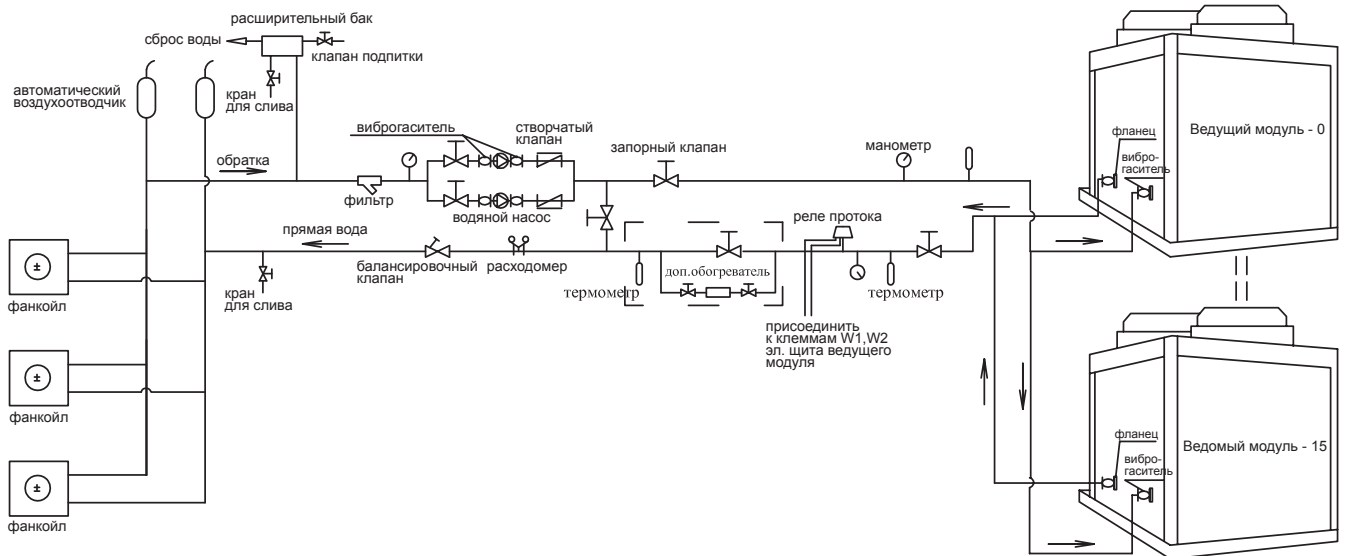 расширительный бак
сброс воды
клапан подпитки
автоматический
воздухоотводчик
кран
для слива
обратка
виброгаситель
створчатый
клапан
запорный клапан
манометр
фильтр
водяной насос
прямая вода
балансировочный
клапан
расходомер
термометр
доп.обогреватель
реле протока
термометр
присоединить
к клеммам W1,W2
эл. щита ведущего
модуля
кран
для слива
фанкойл
фанкойл
фанкойл
Ведущий модуль - 0
фланец
вибро-
гаситель
Ведомый модуль - 15
фланец
вибро-
гаситель